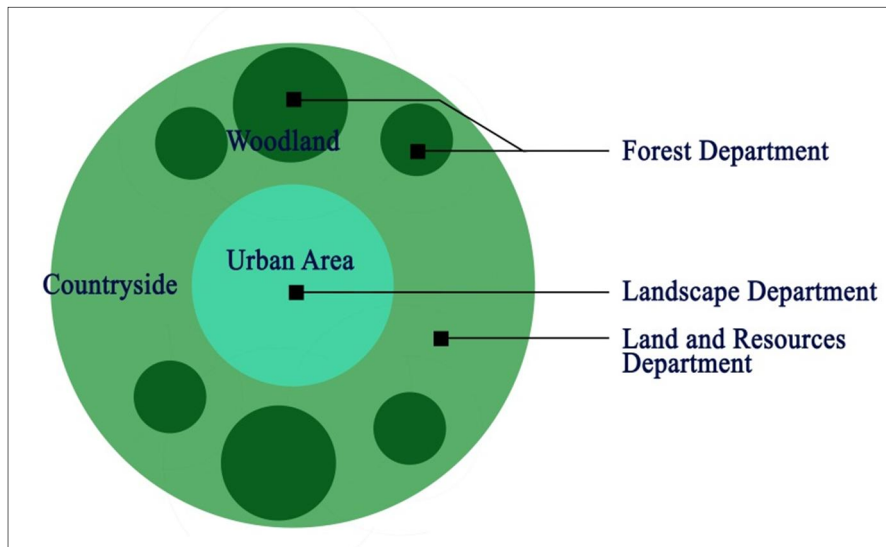 Woodland
Forest Department
Urban Area
Countryside
Landscape Department
Land and Resources
Department